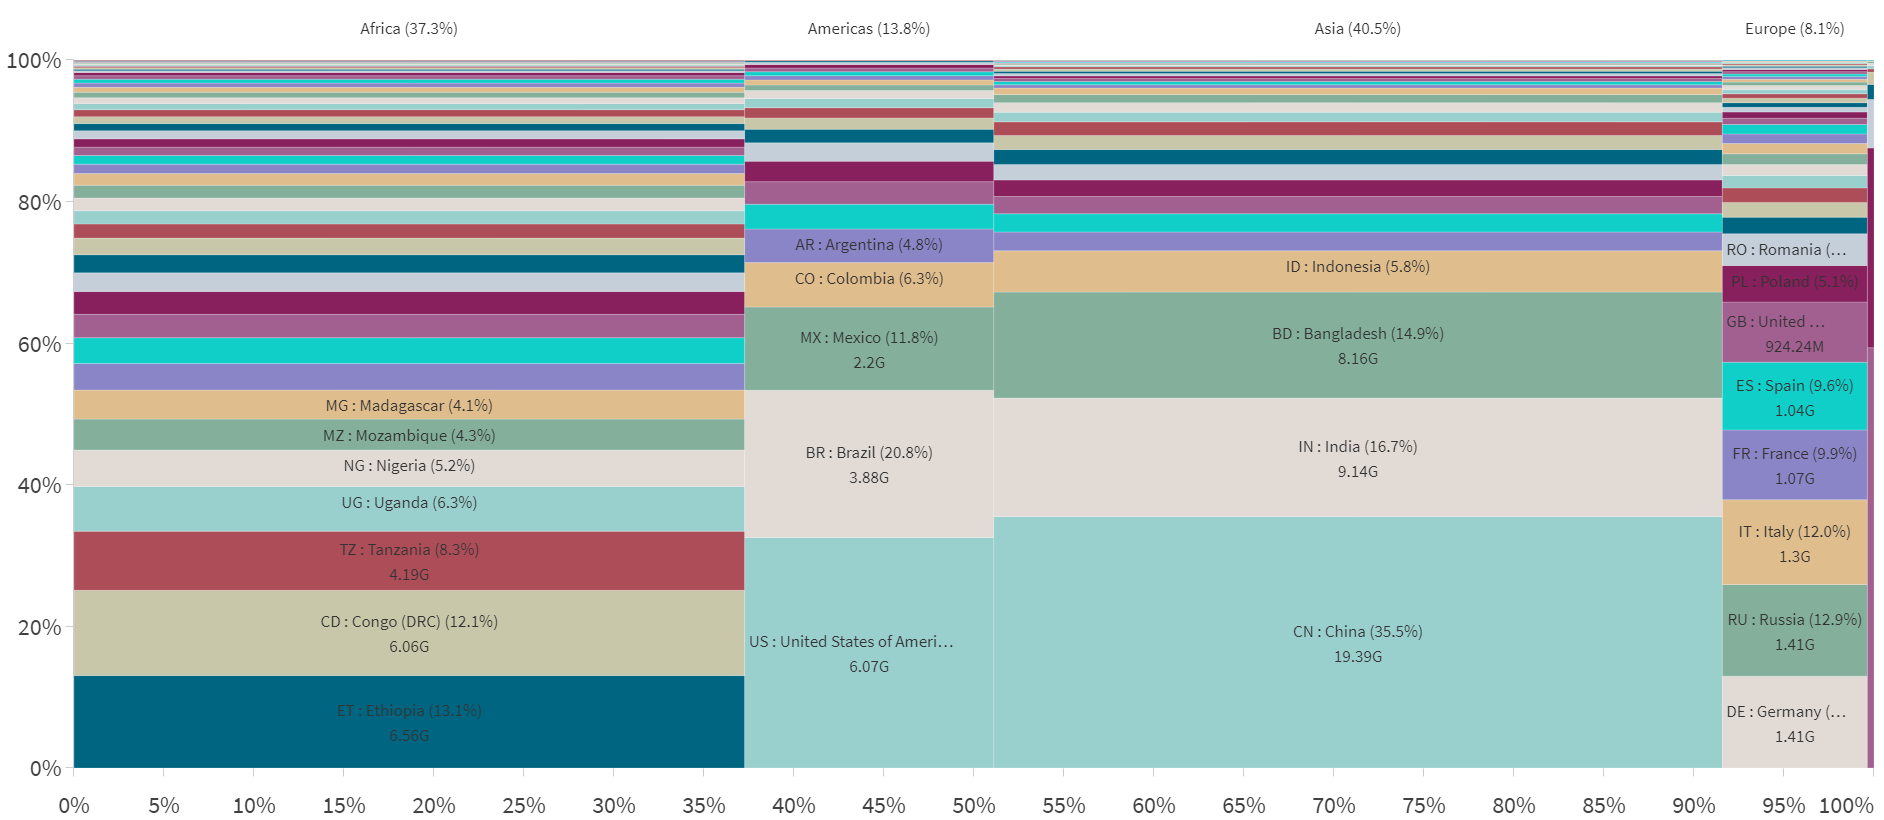 Africa (37.3%)
Americas (13.8%)
Asia (40.5%)
Europe (8.1%)
100%
80%
60%
40%
20%
0%
MG : Madagascar (4.1%)
MZ : Mozambique (4.3%)
NG : Nigeria (5.2%)
UG : Uganda (6.3%)
TZ : Tanzania (8.3%)
4.19G
CD : Congo (DRC) (12.1%)
6.06G
ET : Ethiopia (13.1%)
6.56G
AR : Argentina (4.8%)
CO : Colombia (6.3%)
MX : Mexico (11.8%)
2.2G
BR : Brazil (20.8%)
3.88G
US : United States of Ameri…
6.07G
ID : Indonesia (5.8%)
BD : Bangladesh (14.9%)
8.16G
IN : India (16.7%)
9.14G
CN : China (35.5%)
19.39G
RO : Romania (…
PL : Poland (5.1%)
GB : United …
924.24M
ES : Spain (9.6%)
1.04G
FR : France (9.9%)
1.07G
IT : Italy (12.0%)
1.3G
RU : Russia (12.9%)
1.41G
DE : Germany (…
1.41G
0%
5%
10%
15%
20%
25%
30%
35%
40%
45%
50%
55%
60%
65%
70%
75%
80%
85%
90%
95%
100%